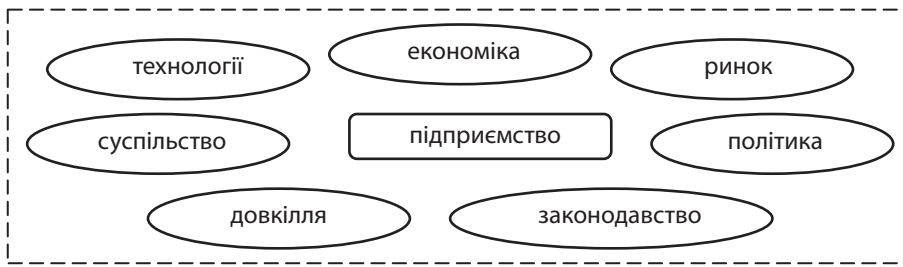 технології
економіка
ринок
суспільство
підприємство
політика
довкілля
законодавство